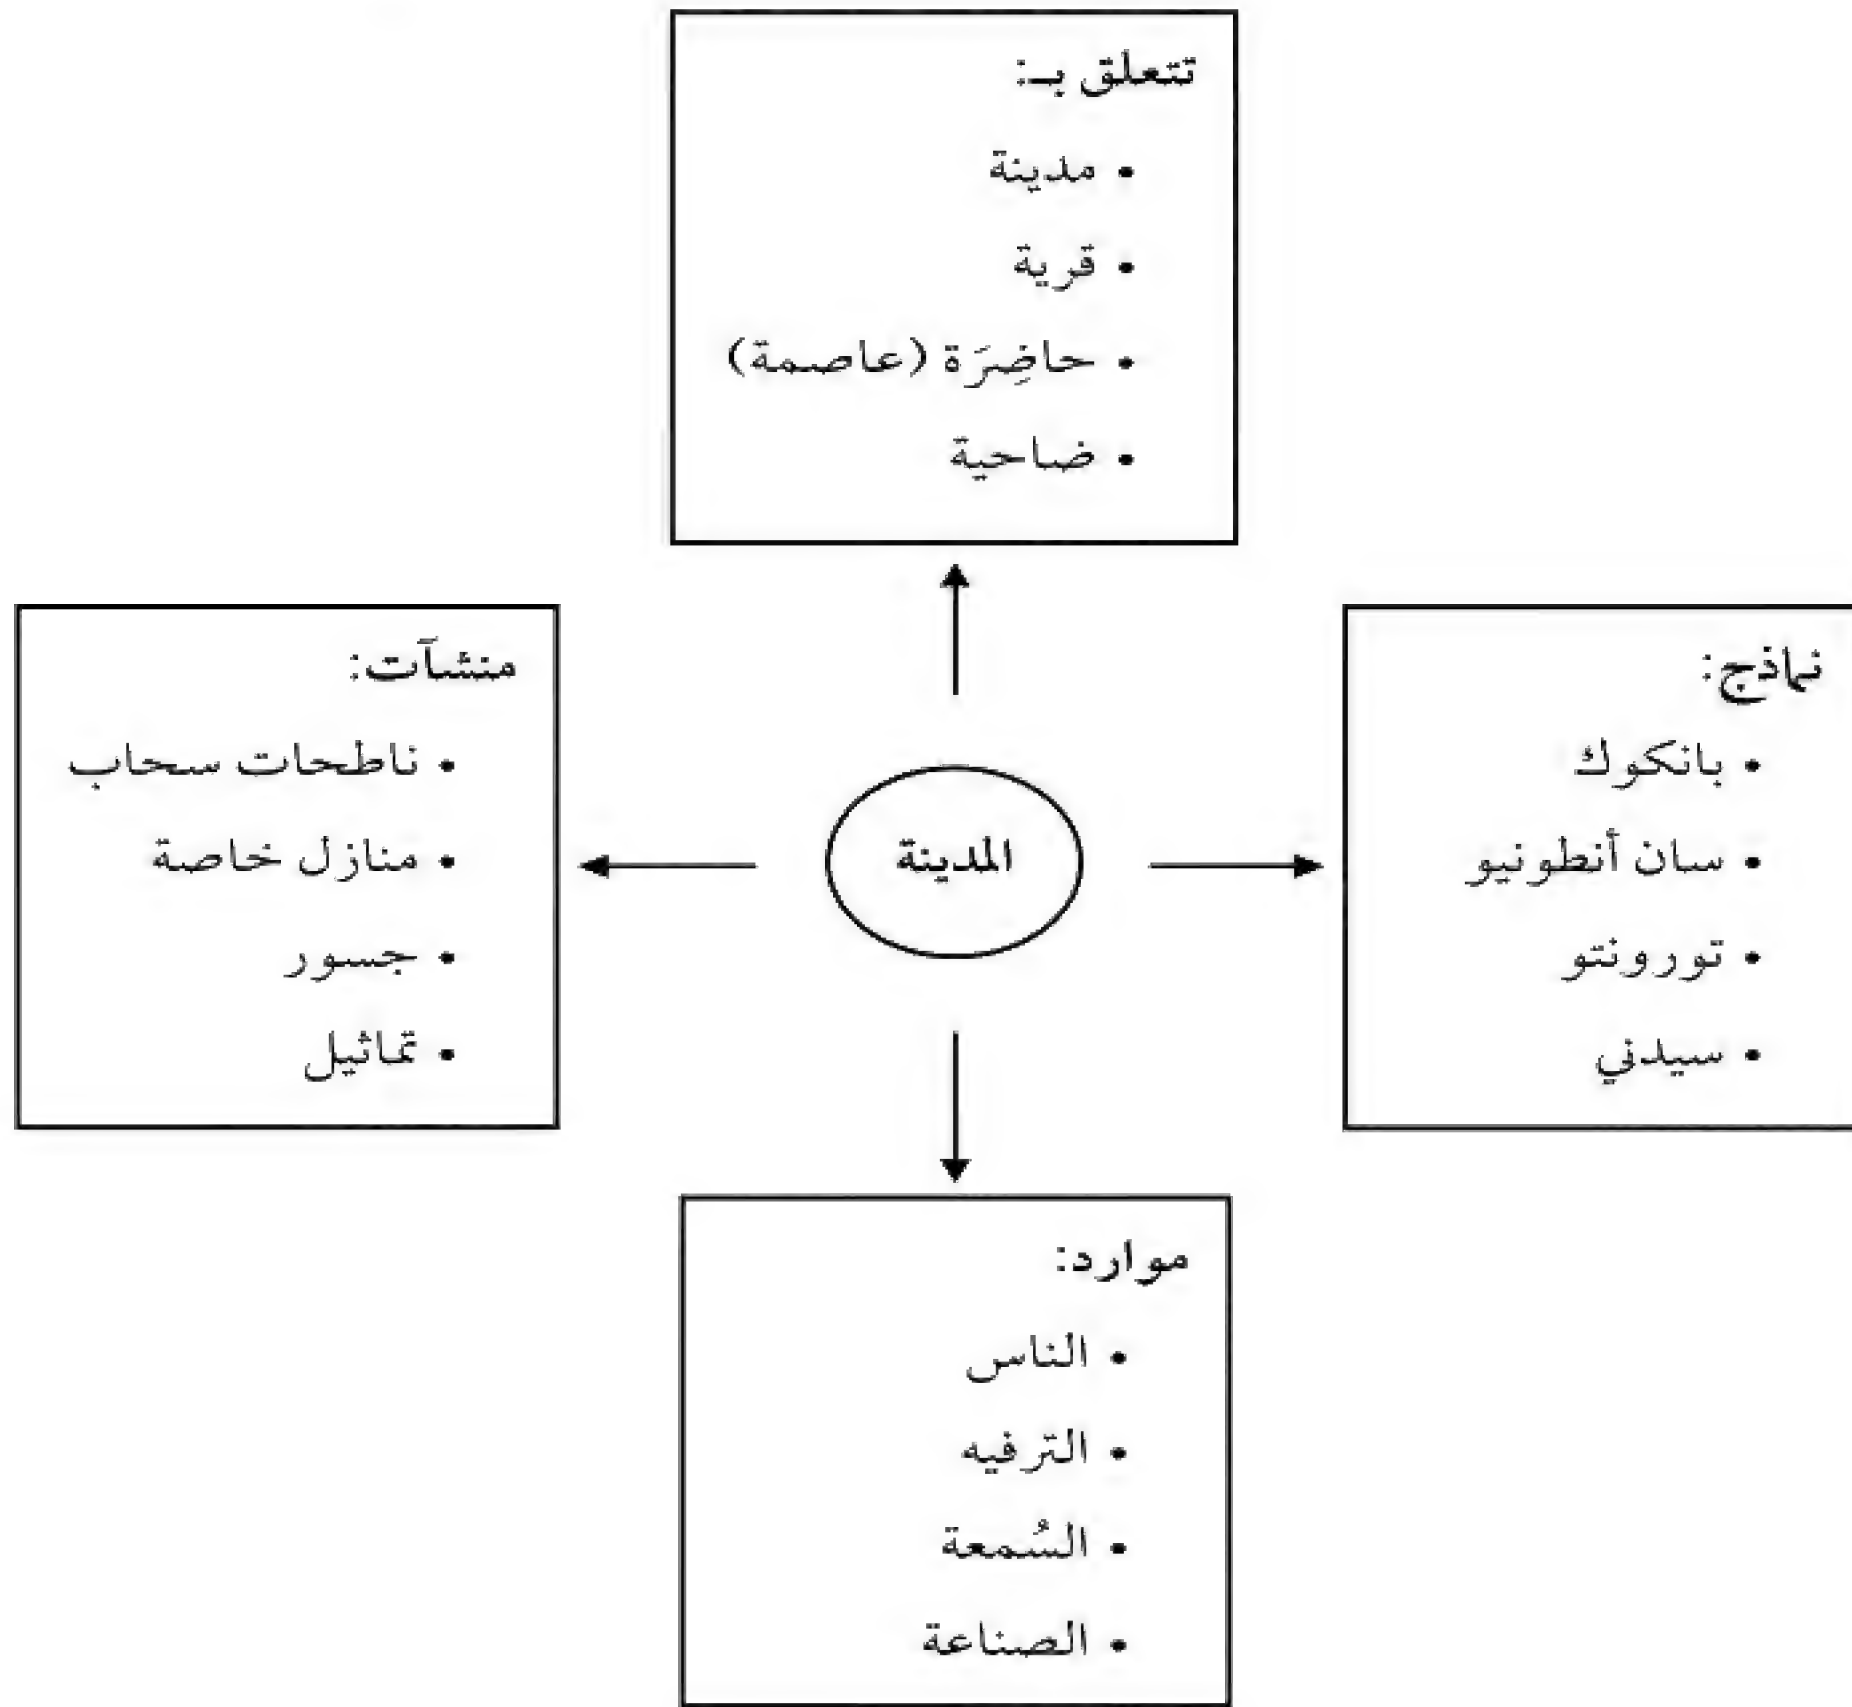 تتعلق بـ:
• مدينة
• قرية
• حاضِرَة (عاصمة)
• ضاحية
نماذج:
• بانكوك
• سان أنطونيو
• تورونتو
• سيدني
المدينة
منشآت:
• ناطحات سحاب
• منازل خاصة
• جسور
• تماثيل
موارد:
• الناس
• الترفيه
• السُمعة
• الصناعة